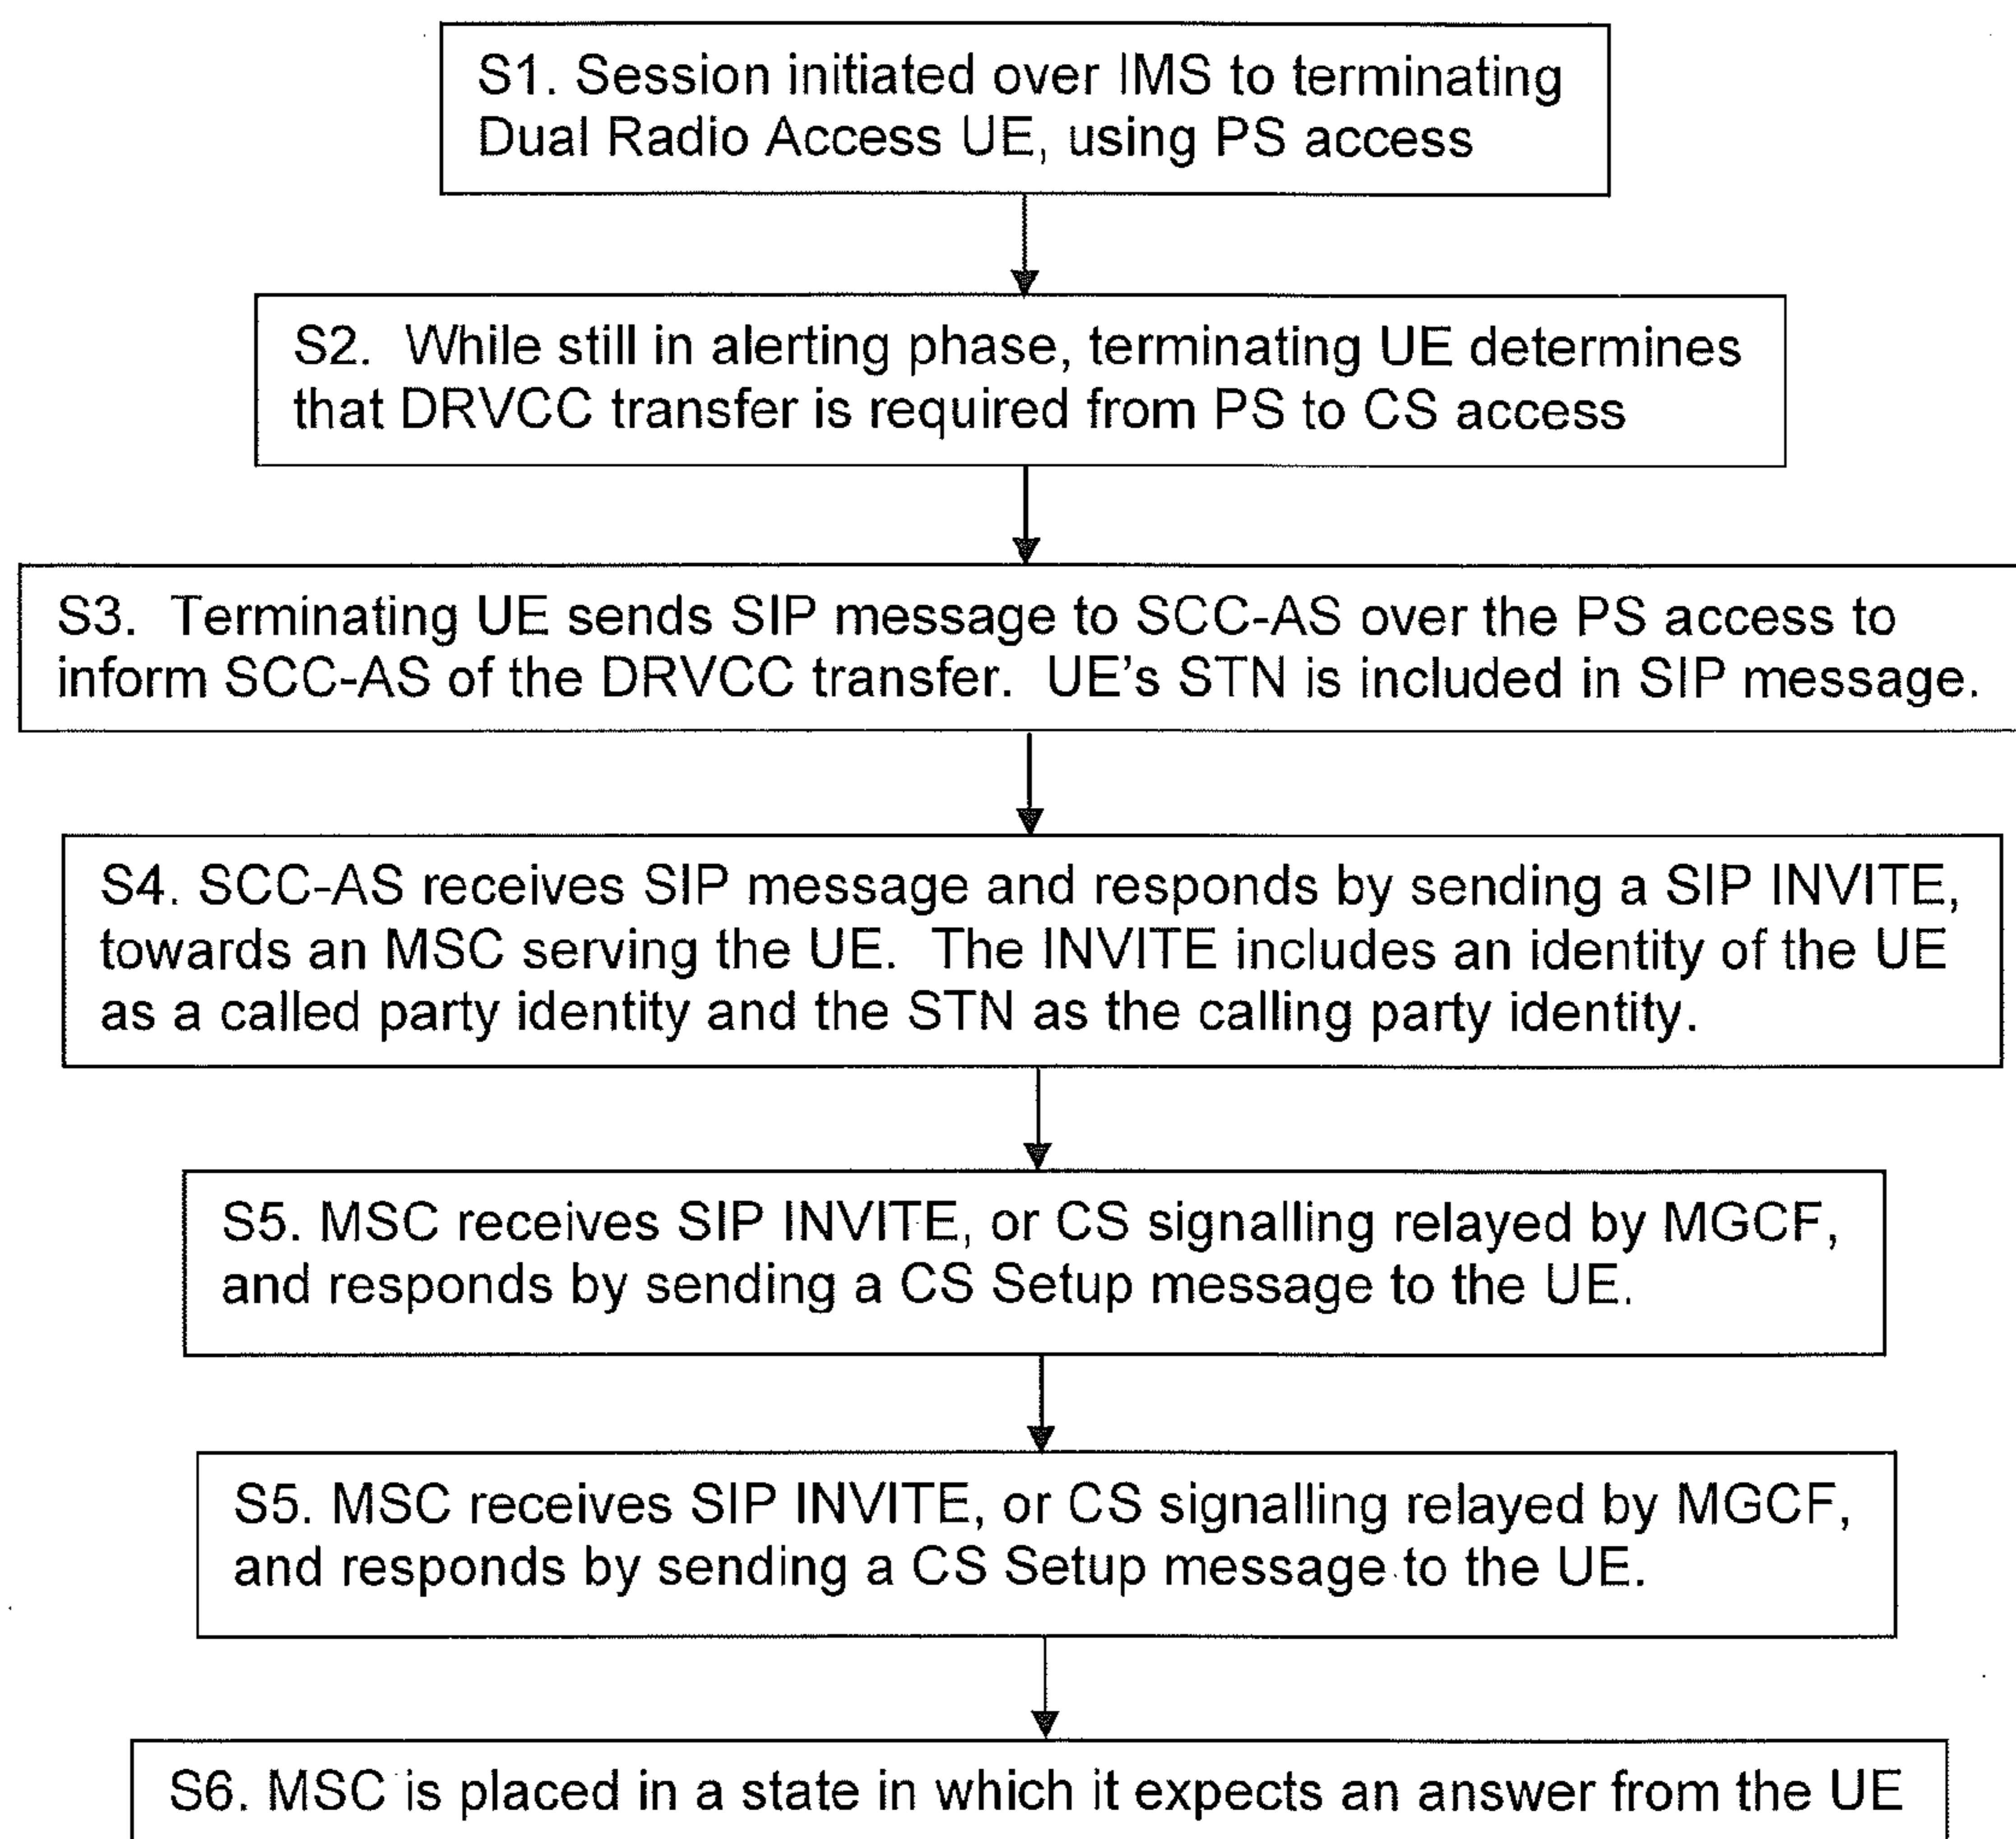 S1. Session initiated over IMS to terminating
Dual Radio Access UE, using PS access
S2. While still in alerting phase, terminating UE determines
that DRVCC transfer is required from PS to CS access
S3. Terminating UE sends SIP message to SCC-AS over the PS access to
inform SCC-AS of the DRVCC transfer. UE's STN is included in SIP message.
S4. SCC-AS receives SIP message and responds by sending a SIP INVITE,
towards an MSC serving the UE. The INVITE includes an identity of the UE
as a called party identity and the STN as the calling party identity.
S5. MSC receives SIP INVITE, or CS signalling relayed by MGCF,
and responds by sending a CS Setup message to the UE.
S5. MSC receives SIP INVITE, or CS signalling relayed by MGCF,
and responds by sending a CS Setup message to the UE.
S6. MSC is placed in a state in which it expects an answer from the UE